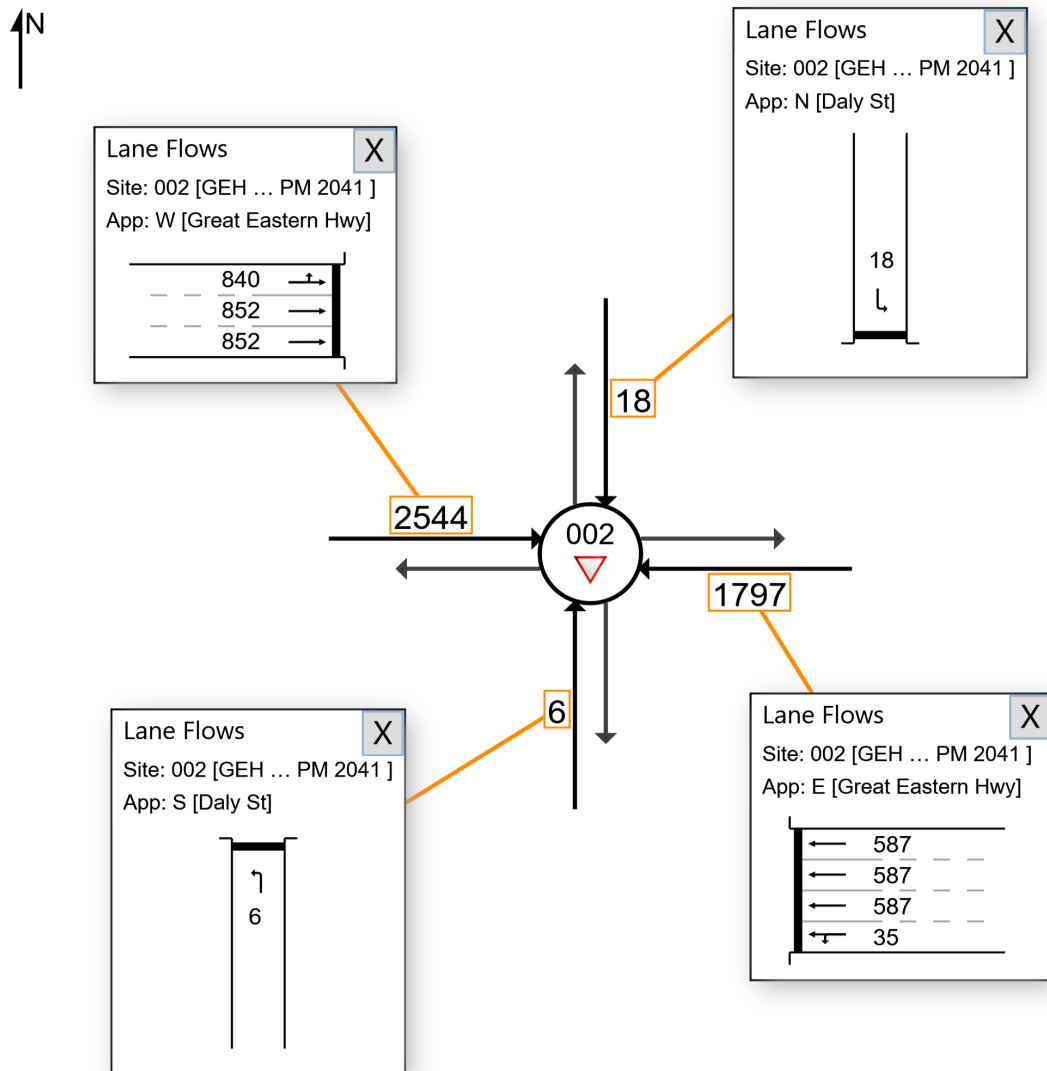 N
Lane Flows
X
Site: 002 [GEH ... PM 2041 ]
App: N [Daly St]
18
Lane Flows
X
Site: 002 [GEH ... PM 2041 ]
App: W [Great Eastern Hwy]
840
852
852
18
2544
002
1797
6
Lane Flows
X
Site: 002 [GEH ... PM 2041 ]
App: S [Daly St]
6
Lane Flows
X
Site: 002 [GEH ... PM 2041 ]
App: E [Great Eastern Hwy]
587
587
587
35